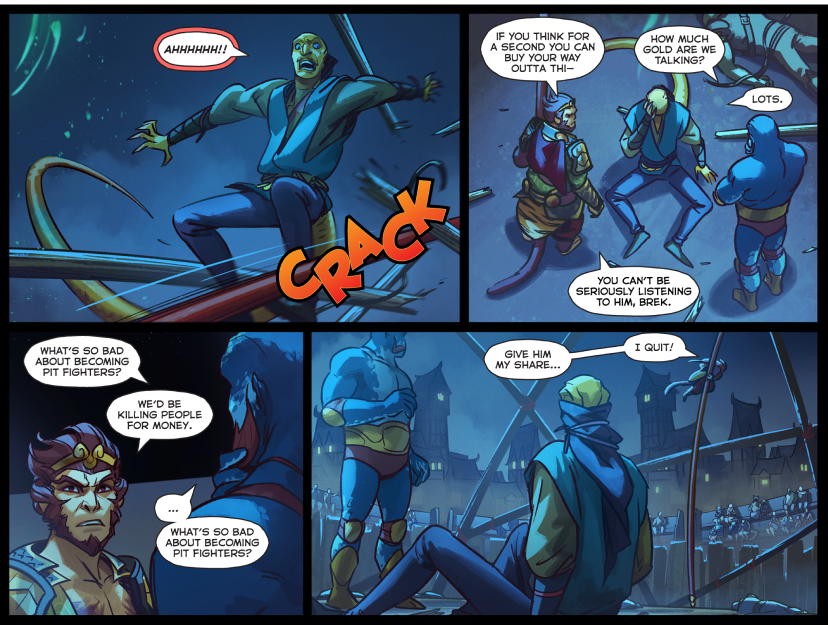 AHHHHHH!!
CRACK
IF YOU THINK FOR
A SECOND YOU CAN
BUY YOUR WAY
OUTTA THI—
HOW MUCH
GOLD ARE WE
TALKING?
LOTS.
YOU CAN'T BE
SERIOUSLY LISTENING
TO HIM, BREK.
WHAT'S SO BAD
ABOUT BECOMING
PIT FIGHTERS?
WE'D BE
KILLING PEOPLE
FOR MONEY.
...
WHAT'S SO BAD
ABOUT BECOMING
PIT FIGHTERS?
GIVE HIM
MY SHARE...
I QUIT!